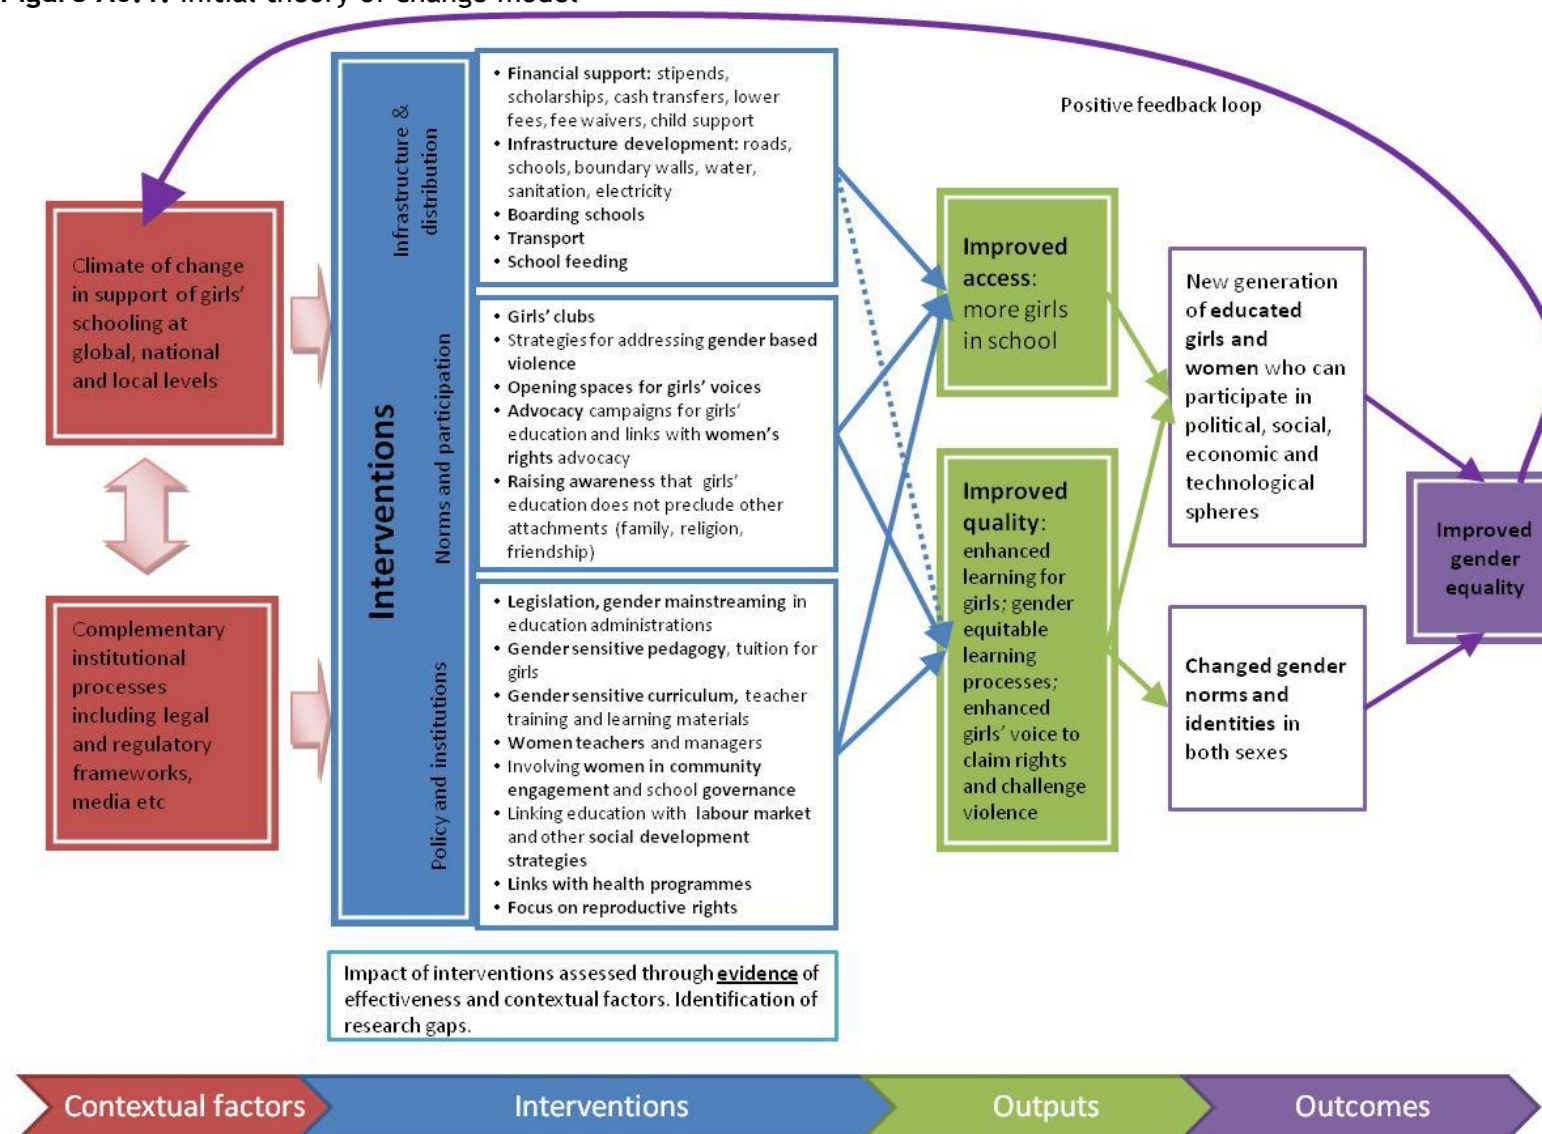 Figure A6.1: Initial theory of change model
Positive feedback loop
Climate of change
in support of girls’
schooling at
global, national
and local levels
Complementary
institutional
processes
including legal
and regulatory
frameworks,
media etc
Interventions
Infrastructure &
distribution
• Financial support: stipends,
scholarships, cash transfers, lower
fees, fee waivers, child support
• Infrastructure development: roads,
schools, boundary walls, water,
sanitation, electricity
• Boarding schools
• Transport
• School feeding
Norms and participation
• Girls’ clubs
• Strategies for addressing gender based
violence
• Opening spaces for girls’ voices
• Advocacy campaigns for girls’
education and links with women’s
rights advocacy
• Raising awareness that girls’
education does not preclude other
attachments (family, religion,
friendship)
Policy and institutions
• Legislation, gender mainstreaming in
education administrations
• Gender sensitive pedagogy, tuition for
girls
• Gender sensitive curriculum, teacher
training and learning materials
• Women teachers and managers
• Involving women in community
engagement and school governance
• Linking education with labour market
and other social development
strategies
• Links with health programmes
• Focus on reproductive rights
Improved
access:
more girls
in school
Improved
quality:
enhanced
learning for
girls; gender
equitable
learning
processes;
enhanced
girls’ voice to
claim rights
and challenge
violence
New generation
of educated
girls and
women who can
participate in
political, social,
economic and
technological
spheres
Changed gender
norms and
identities in
both sexes
Improved
gender
equality
Impact of interventions assessed through evidence of
effectiveness and contextual factors. Identification of
research gaps.
Contextual factors
Interventions
Outputs
Outcomes